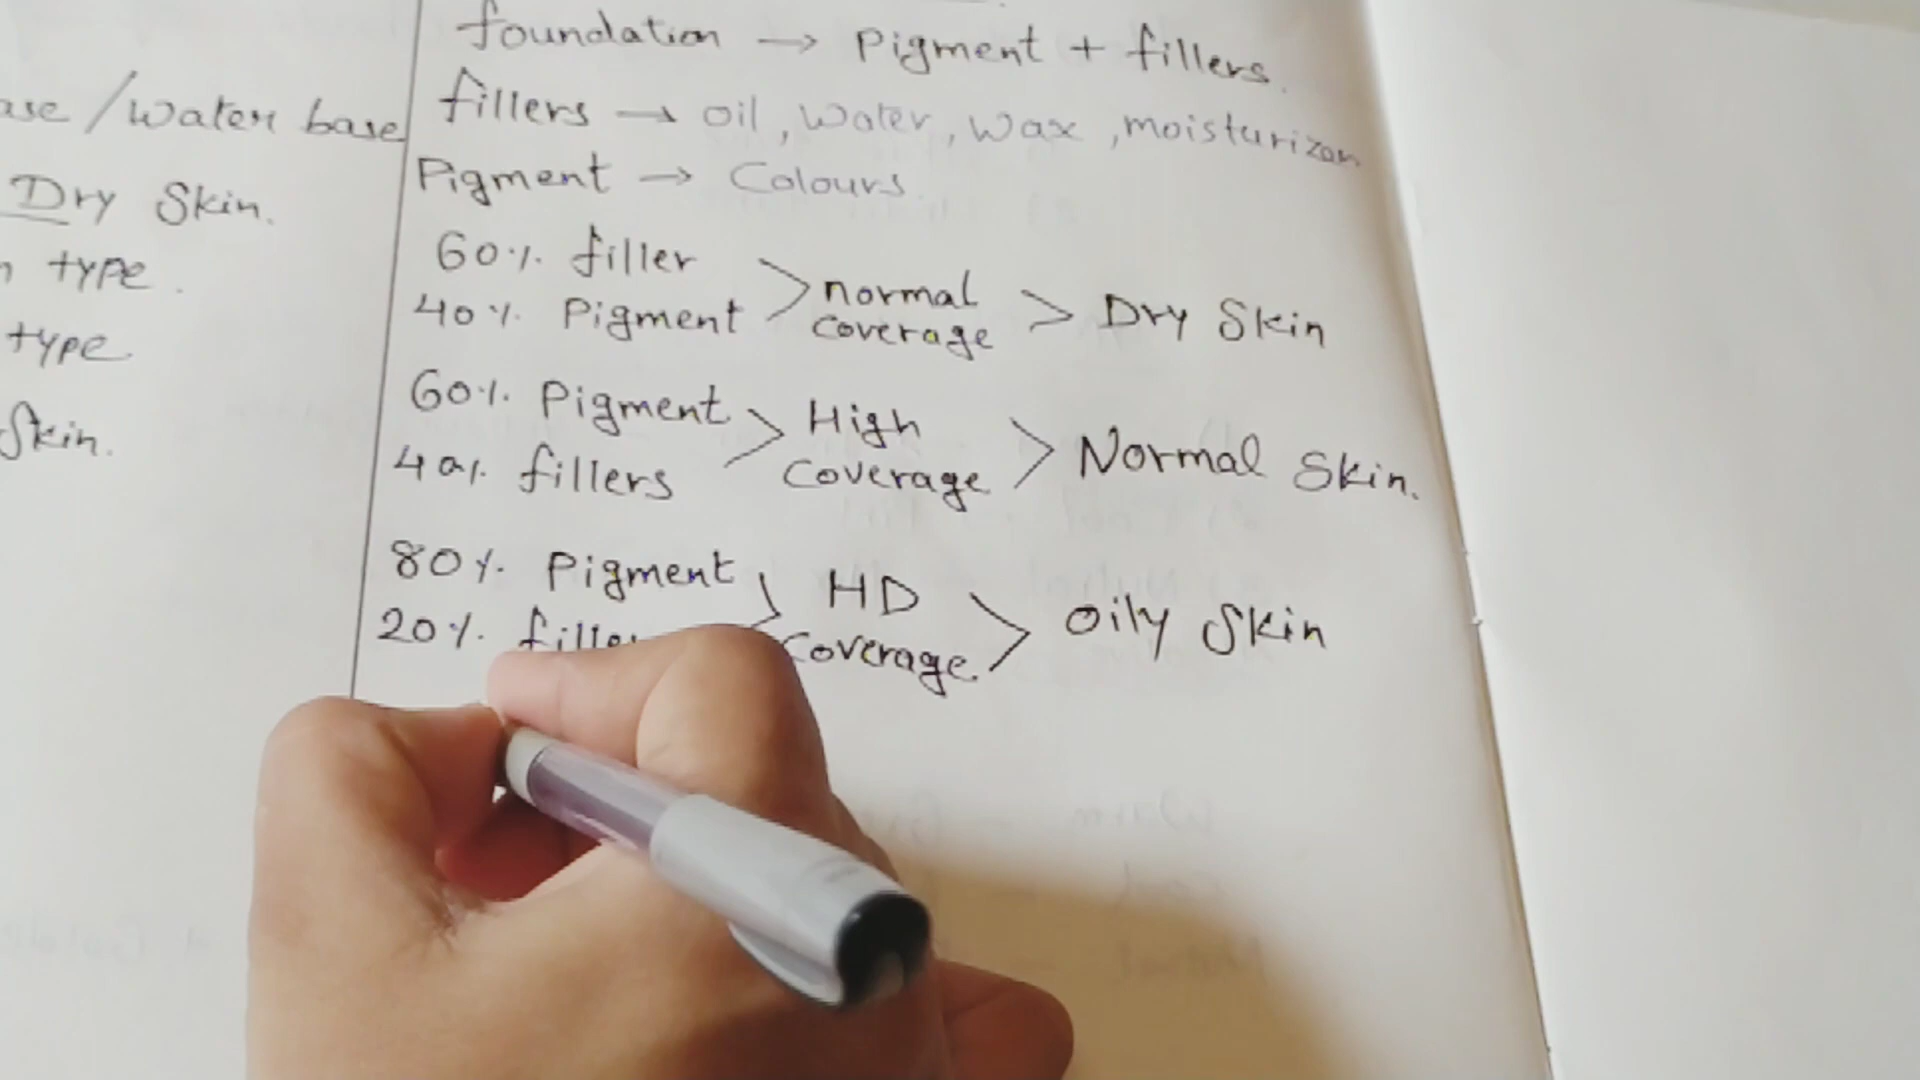 /water base
Dry Skin.
type.
type
Skin.
foundation → Pigment + fillers.
fillers → oil, Water, Wax, moisturizon
Pigment → Colours
60% filler
40% Pigment
> normal
coverage
> Dry Skin
60% Pigment
40% fillers
> High
Coverage
> Normal Skin.
80% Pigment
20%
> HD
Coverage
> Oily Skin